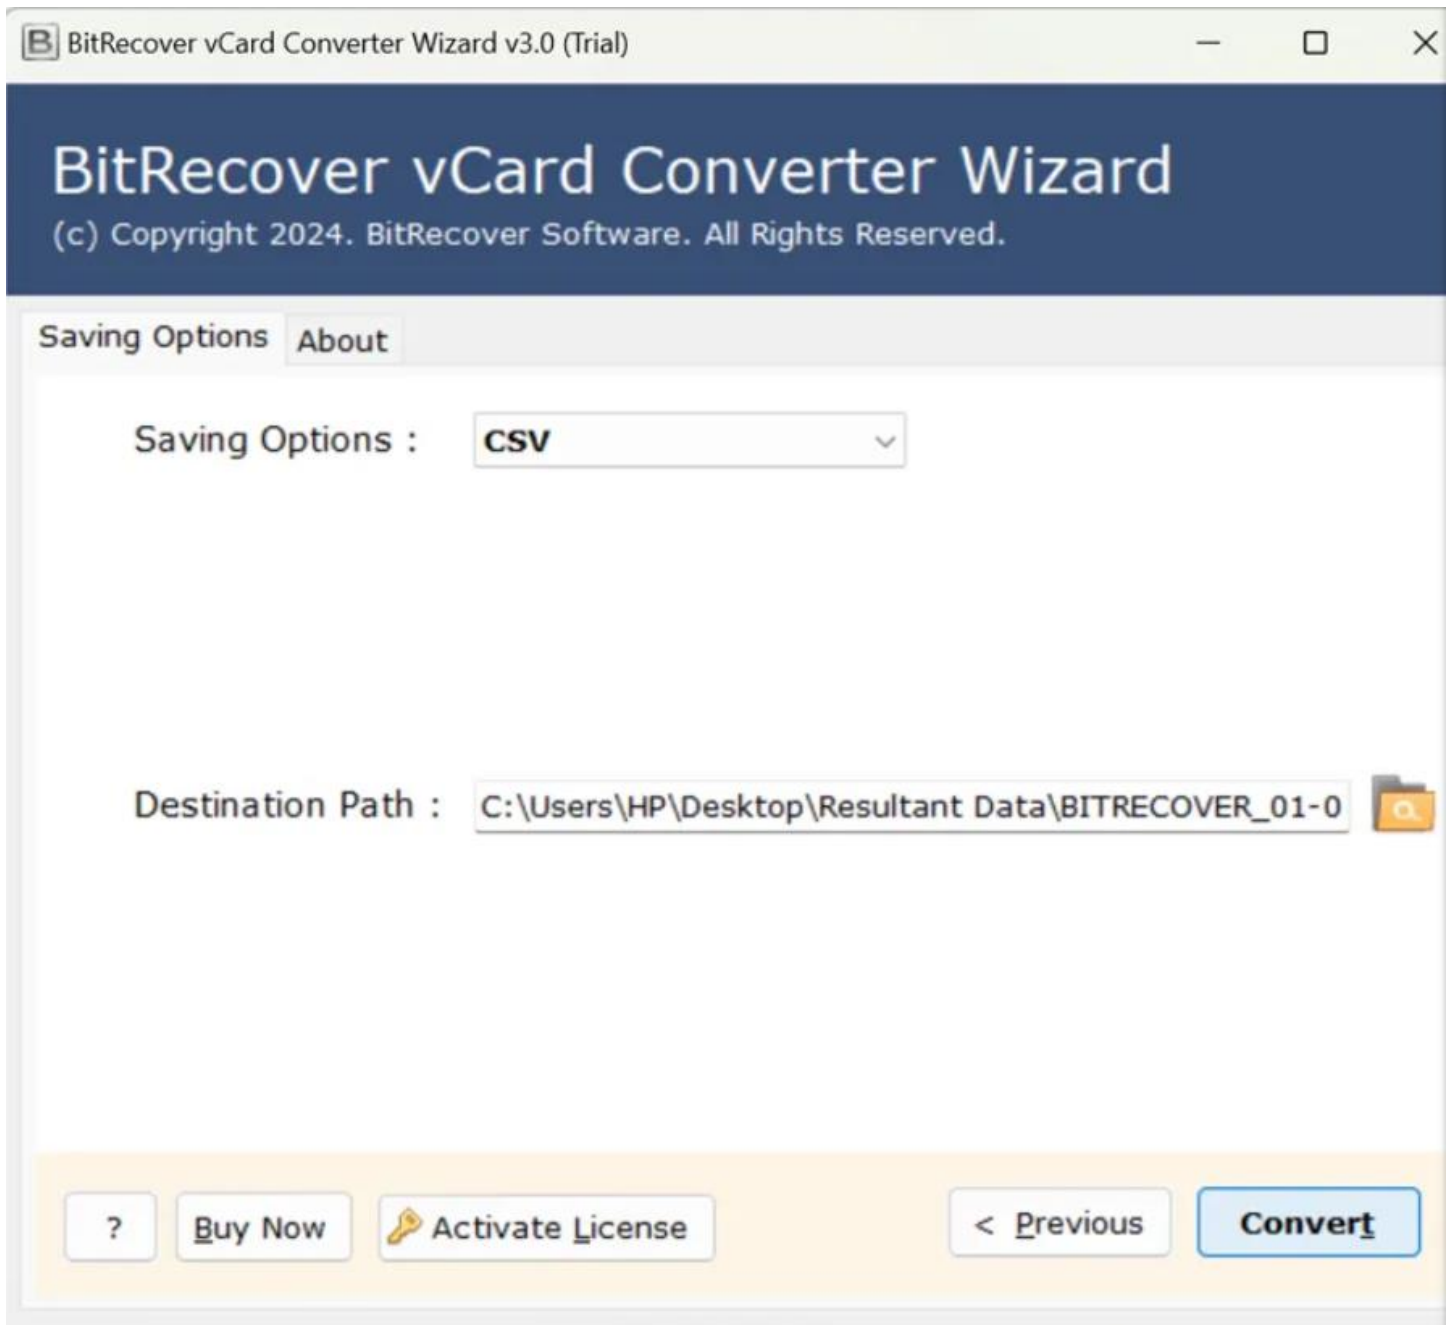 BitRecover vCard Converter Wizard v3.0 (Trial)
BitRecover vCard Converter Wizard
(c) Copyright 2024. BitRecover Software. All Rights Reserved.
Saving Options About
Saving Options : CSV
Destination Path : C:\Users\HP\Desktop\Resultant Data\BITRECOVER_01-0
? Buy Now Activate License < Previous Convert